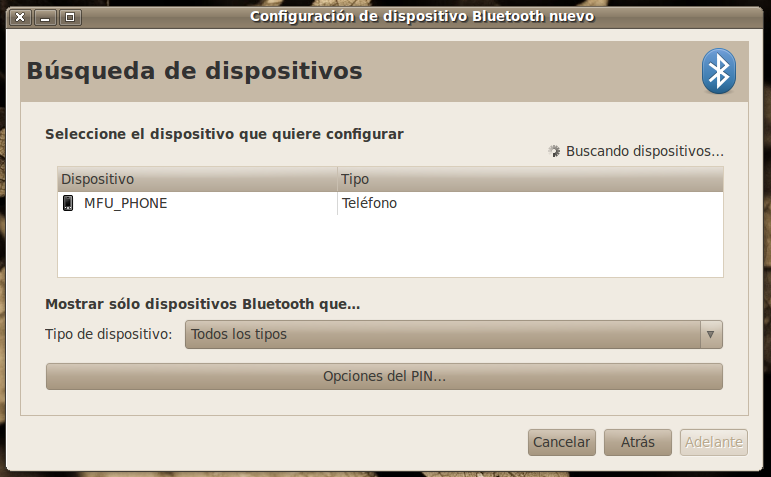 Configuración de dispositivo Bluetooth nuevo
Búsqueda de dispositivos
Seleccione el dispositivo que quiere configurar
Buscando dispositivos...
Dispositivo Tipo
MFU_PHONE Teléfono
Mostrar sólo dispositivos Bluetooth que...
Tipo de dispositivo: Todos los tipos
Opciones del PIN...
Cancelar Atrás Adelante